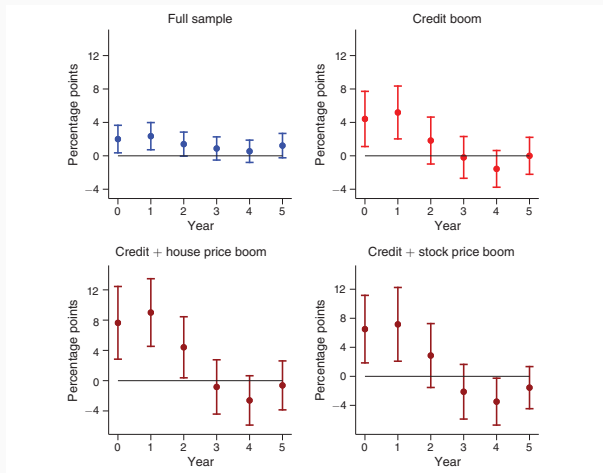 Full sample
Percentage points
12
8
4
0
−4
0 1 2 3 4 5
Year
Credit boom
Percentage points
12
8
4
0
−4
0 1 2 3 4 5
Year
Credit + house price boom
Percentage points
12
8
4
0
−4
0 1 2 3 4 5
Year
Credit + stock price boom
Percentage points
12
8
4
0
−4
0 1 2 3 4 5
Year